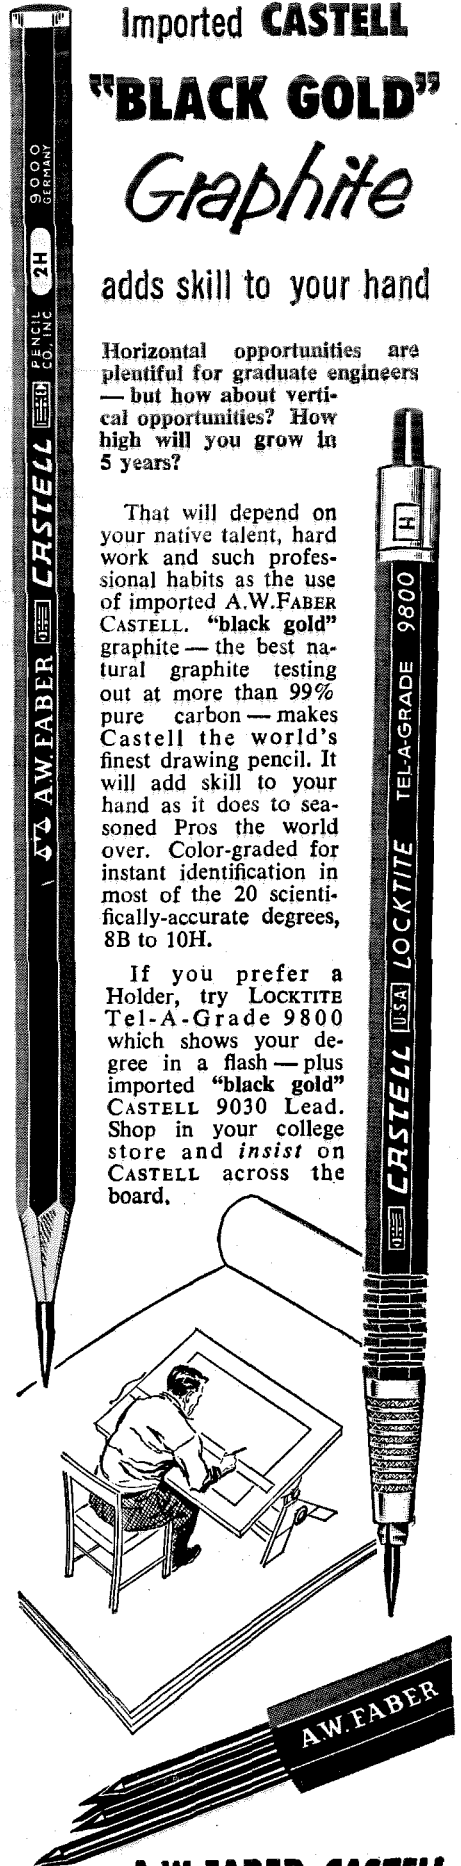 Imported CASTELL
"BLACK GOLD"
Graphite
adds skill to your hand
Horizontal opportunities are
plentiful for graduate engineers
— but how about verti-
cal opportunities? How
high will you grow in
5 years?
That will depend on
your native talent, hard
work and such profes-
sional habits as the use
of imported A.W.FABER
CASTELL. "black gold"
graphite — the best na-
tural graphite testing
out at more than 99%
pure carbon — makes
Castell the world's
finest drawing pencil. It
will add skill to your
hand as it does to sea-
soned Pros the world
over. Color-graded for
instant identification in
most of the 20 scienti-
fically-accurate degrees,
8B to 10H.
If you prefer a
Holder, try LOCKTITE
Tel-A-Grade 9800
which shows your de-
gree in a flash — plus
imported "black gold"
CASTELL 9030 Lead.
Shop in your college
store and insist on
CASTELL across the
board.
A.W.FABER CASTELL PENCIL CO., INC. 2H 9000 GERMANY
CASTELL U.S.A. LOCKTITE TEL-A-GRADE 9800 H
A.W.FABER
A.W.FABER-CASTELL